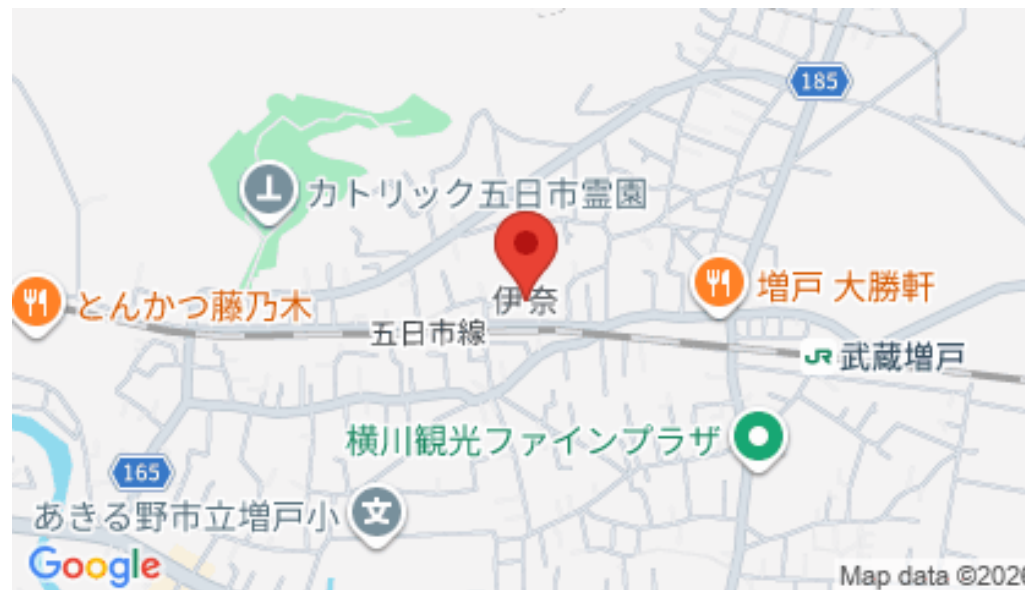 185
カトリック五日市霊園
伊奈
増戸 大勝軒
とんかつ藤乃木
五日市線
JR 武蔵増戸
横川観光ファインプラザ
165
あきる野市立増戸小
文
Google
Map data ©2026